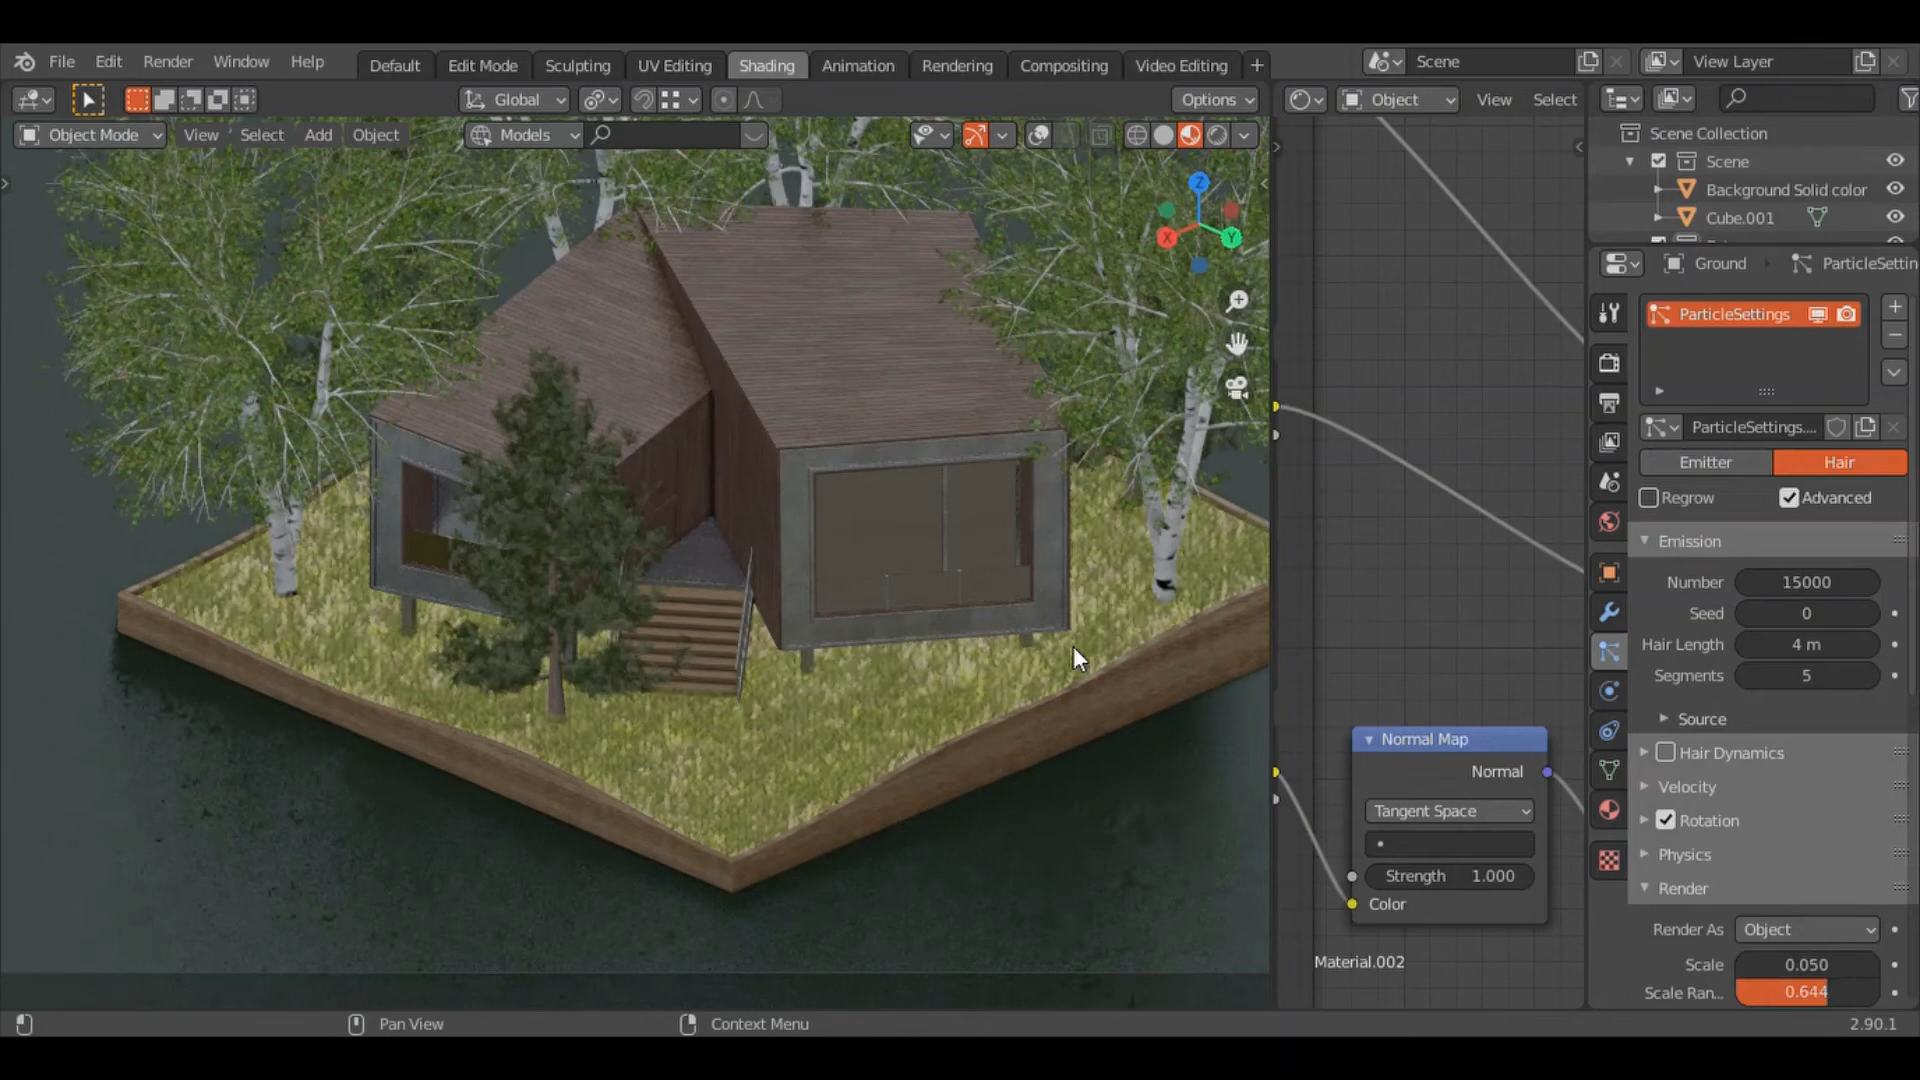 File Edit Render Window Help Default Edit Mode Sculpting UV Editing Shading Animation Rendering Compositing Video Editing + Scene View Layer
Global Options Object View Select
Object Mode View Select Add Object Models
Scene Collection
Scene
Background Solid color
Cube.001
Z
X
Y
Ground ParticleSettin
ParticleSettings
ParticleSettings....
Emitter Hair
Regrow Advanced
Emission
Number 15000
Seed 0
Hair Length 4 m
Segments 5
Source
Hair Dynamics
Velocity
Rotation
Physics
Render
Render As Object
Scale 0.050
Scale Ran... 0.644
Normal Map
Normal
Tangent Space
Strength 1.000
Color
Material.002
Pan View Context Menu 2.90.1